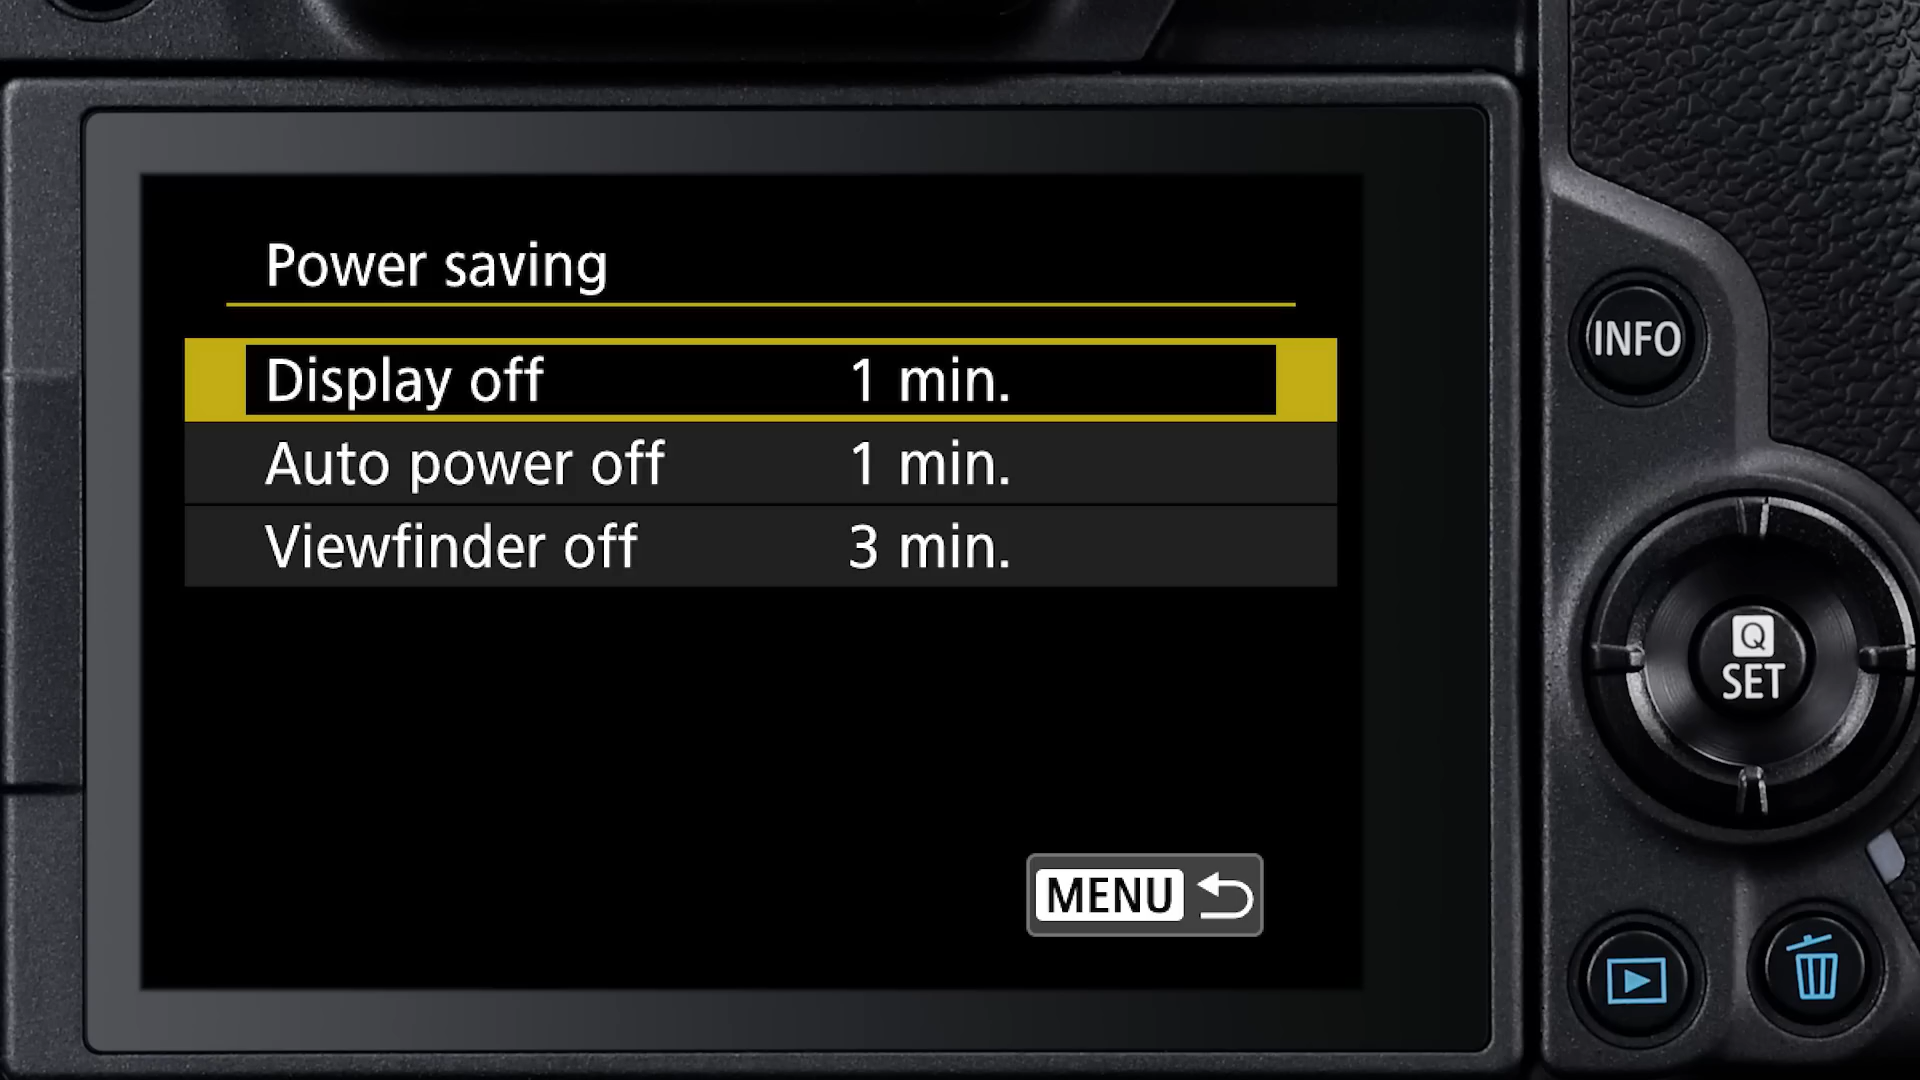 Power saving
Display off 1 min.
Auto power off 1 min.
Viewfinder off 3 min.
MENU
INFO
Q
SET